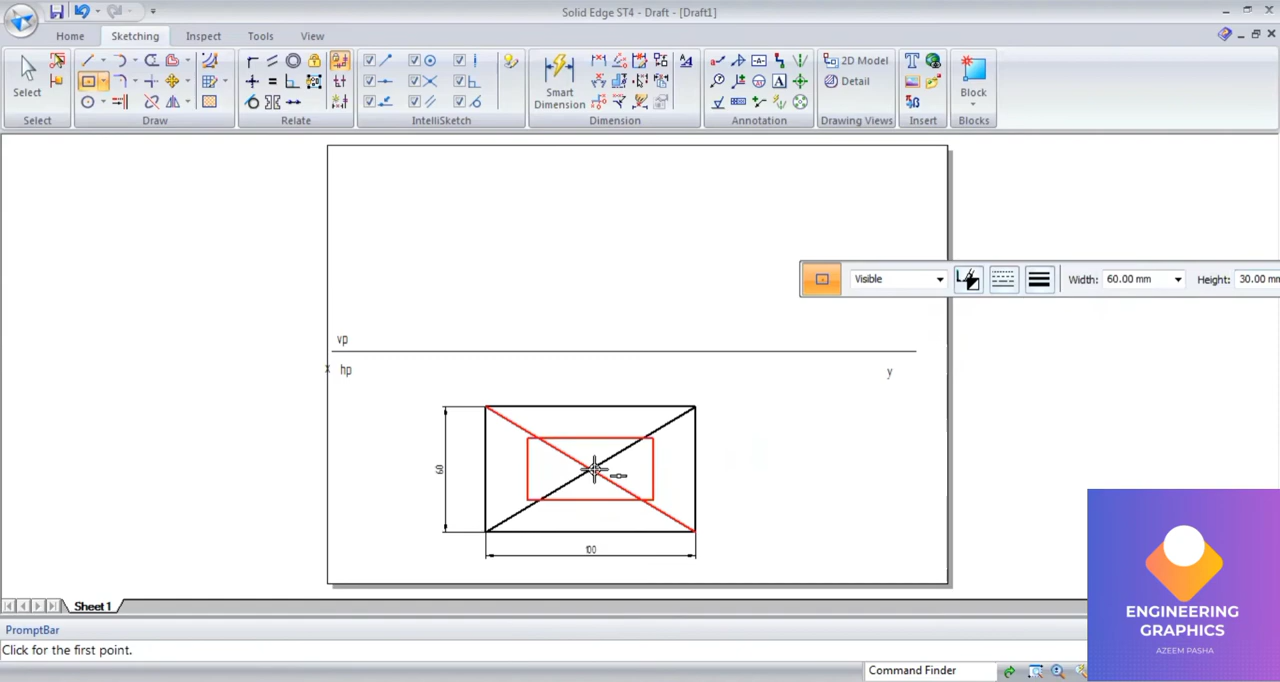 Solid Edge ST4 - Draft - [Draft1]
Home Sketching Inspect Tools View
Select
Smart
Dimension
A
A
T
2D Model
Detail
Block
Select Draw Relate IntelliSketch Dimension Annotation Drawing Views Insert Blocks
Visible Width: 60.00 mm Height: 30.00 mm
vp
x hp y
60
100
Sheet1
PromptBar
Click for the first point.
Command Finder
ENGINEERING
GRAPHICS
AZEEM PASHA